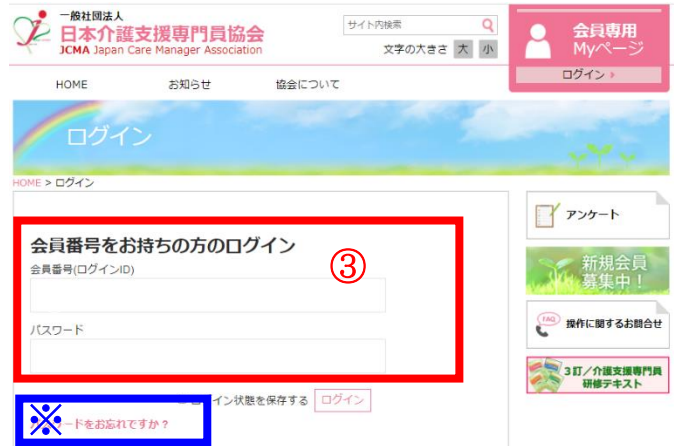 一般社団法人
日本介護支援専門員協会
JCMA Japan Care Manager Association
サイト内検索
文字の大きさ 大 小
会員専用
Myページ
ログイン
HOME お知らせ 協会について
ログイン
HOME > ログイン
会員番号をお持ちの方のログイン
③
会員番号(ログインID)
パスワード
イン状態を保存する ログイン
※
ードをお忘れですか？
アンケート
新規会員
募集中！
FAQ 操作に関するお問合せ
3訂／介護支援専門員
研修テキスト